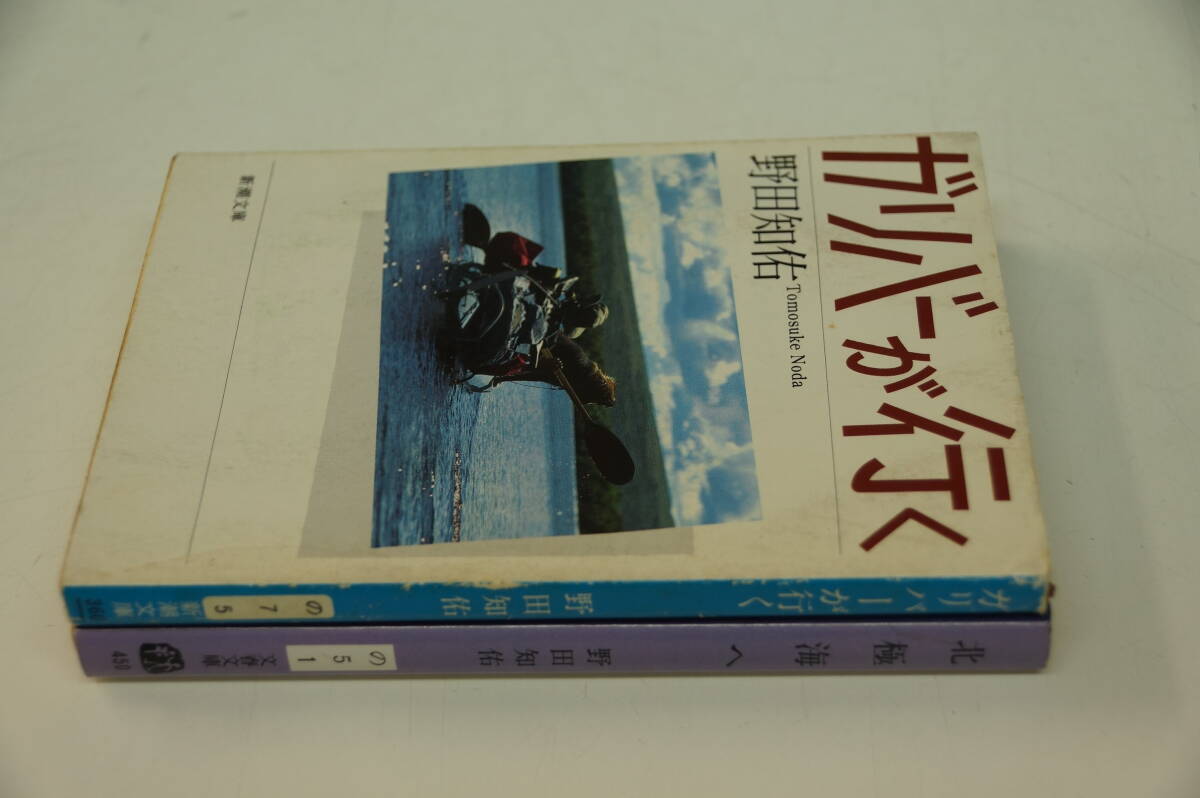 ガリバーが行く
野田知佑
Tomosuke Noda
新潮文庫
ガリバーが行く
野田知佑
の
7
5
新潮文庫
360
北極海へ
野田知佑
の
5
1
文春文庫
450